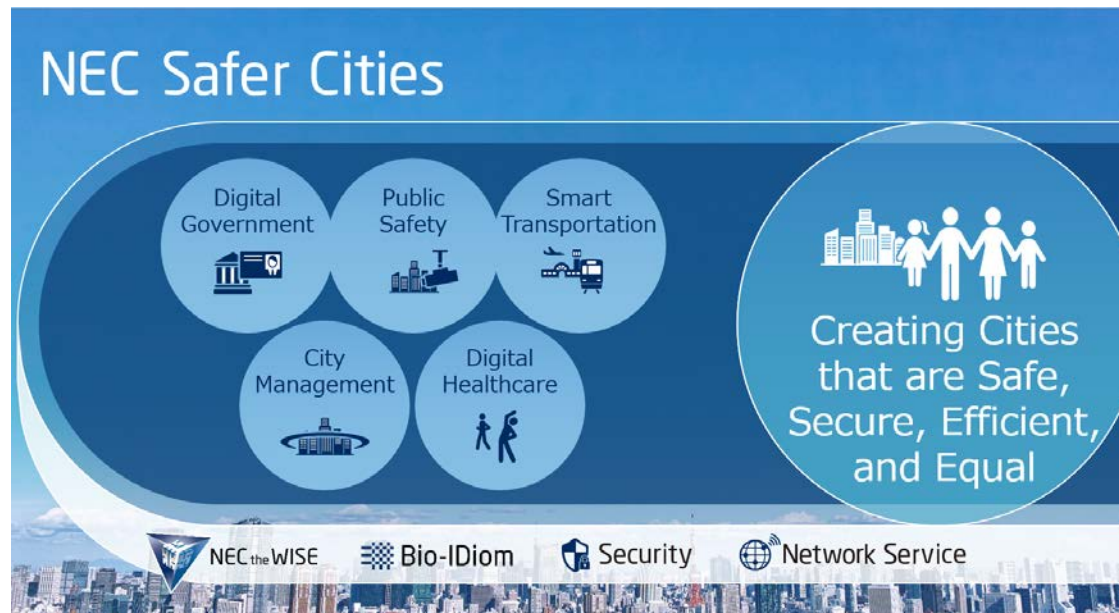 NEC Safer Cities
Digital
Government
Public
Safety
Smart
Transportation
City
Management
Digital
Healthcare
Creating Cities
that are Safe,
Secure, Efficient,
and Equal
NEC the WISE
Bio-IDiom
Security
Network Service